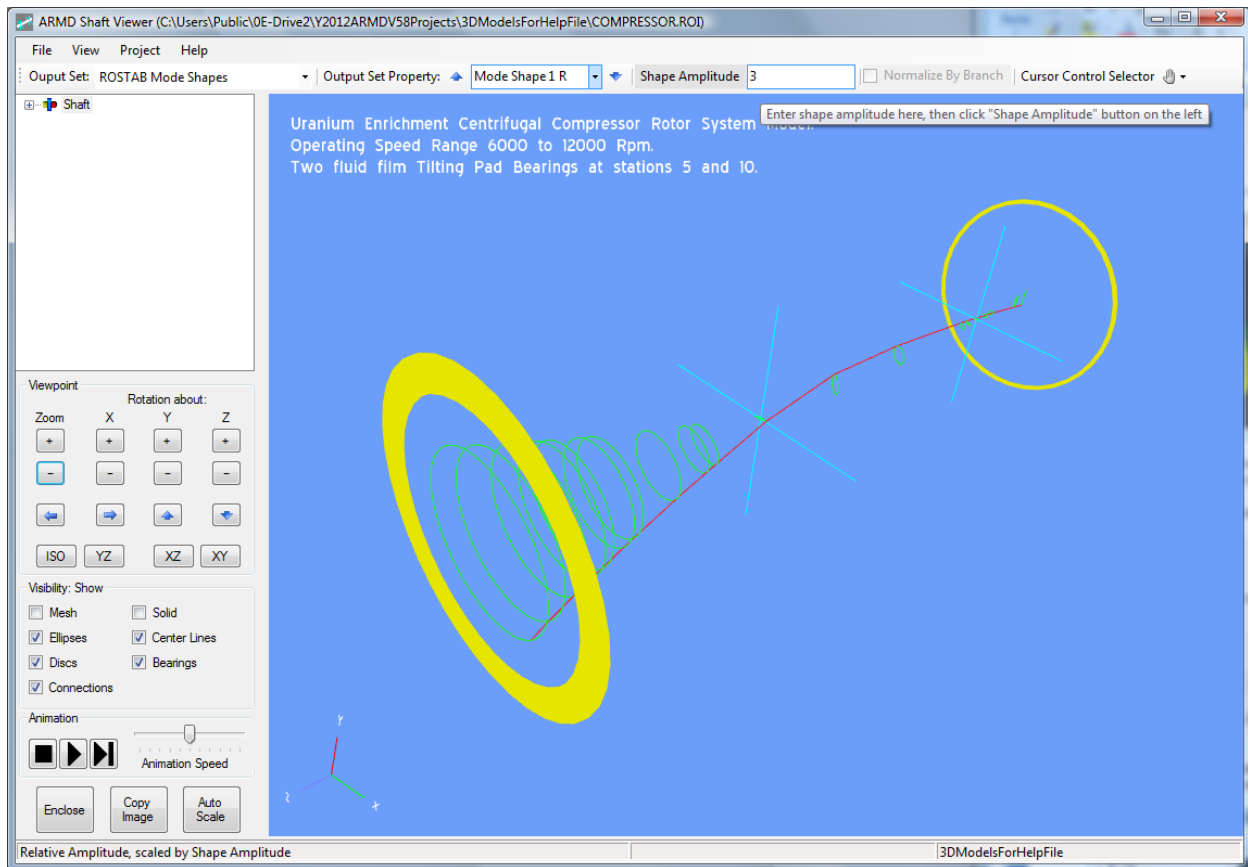 ARMD Shaft Viewer (C:\Users\Public\0E-Drive2\Y2012ARMDV58Projects\3DModelsForHelpFile\COMPRESSOR.ROI)
File View Project Help
Ouput Set: ROSTAB Mode Shapes Output Set Property: Mode Shape 1 R Shape Amplitude 3 Normalize By Branch Cursor Control Selector
Enter shape amplitude here, then click "Shape Amplitude" button on the left
Shaft
Uranium Enrichment Centrifugal Compressor Rotor System Model.
Operating Speed Range 6000 to 12000 Rpm.
Two fluid film Tilting Pad Bearings at stations 5 and 10.
Viewpoint
Rotation about:
Zoom X Y Z
+ + + +
- - - -
ISO YZ XZ XY
Visibility: Show
Mesh Solid
Ellipses Center Lines
Discs Bearings
Connections
Animation
Animation Speed
Y
Z X
Enclose Copy Image Auto Scale
Relative Amplitude, scaled by Shape Amplitude 3DModelsForHelpFile